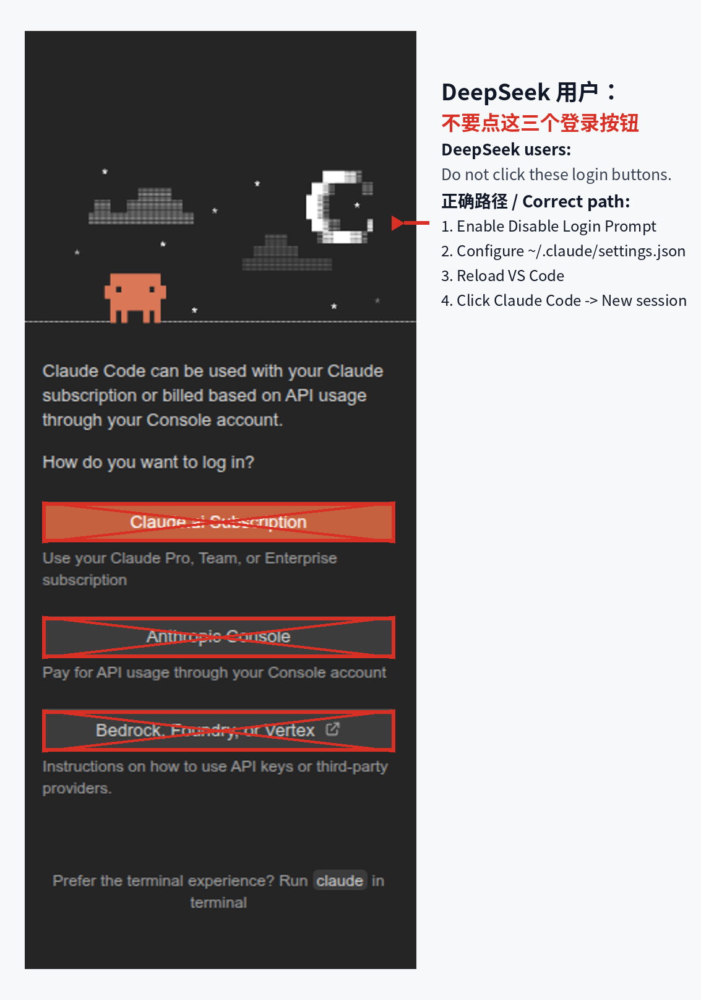 DeepSeek 用户：
不要点这三个登录按钮
DeepSeek users:
Do not click these login buttons.
正确路径 / Correct path:
1. Enable Disable Login Prompt
2. Configure ~/.claude/settings.json
3. Reload VS Code
4. Click Claude Code -> New session
Claude Code can be used with your Claude
subscription or billed based on API usage
through your Console account.
How do you want to log in?
Claude.ai Subscription
Use your Claude Pro, Team, or Enterprise
subscription
Anthropic Console
Pay for API usage through your Console account
Bedrock, Foundry, or Vertex
Instructions on how to use API keys or third-party
providers.
Prefer the terminal experience? Run claude in
terminal